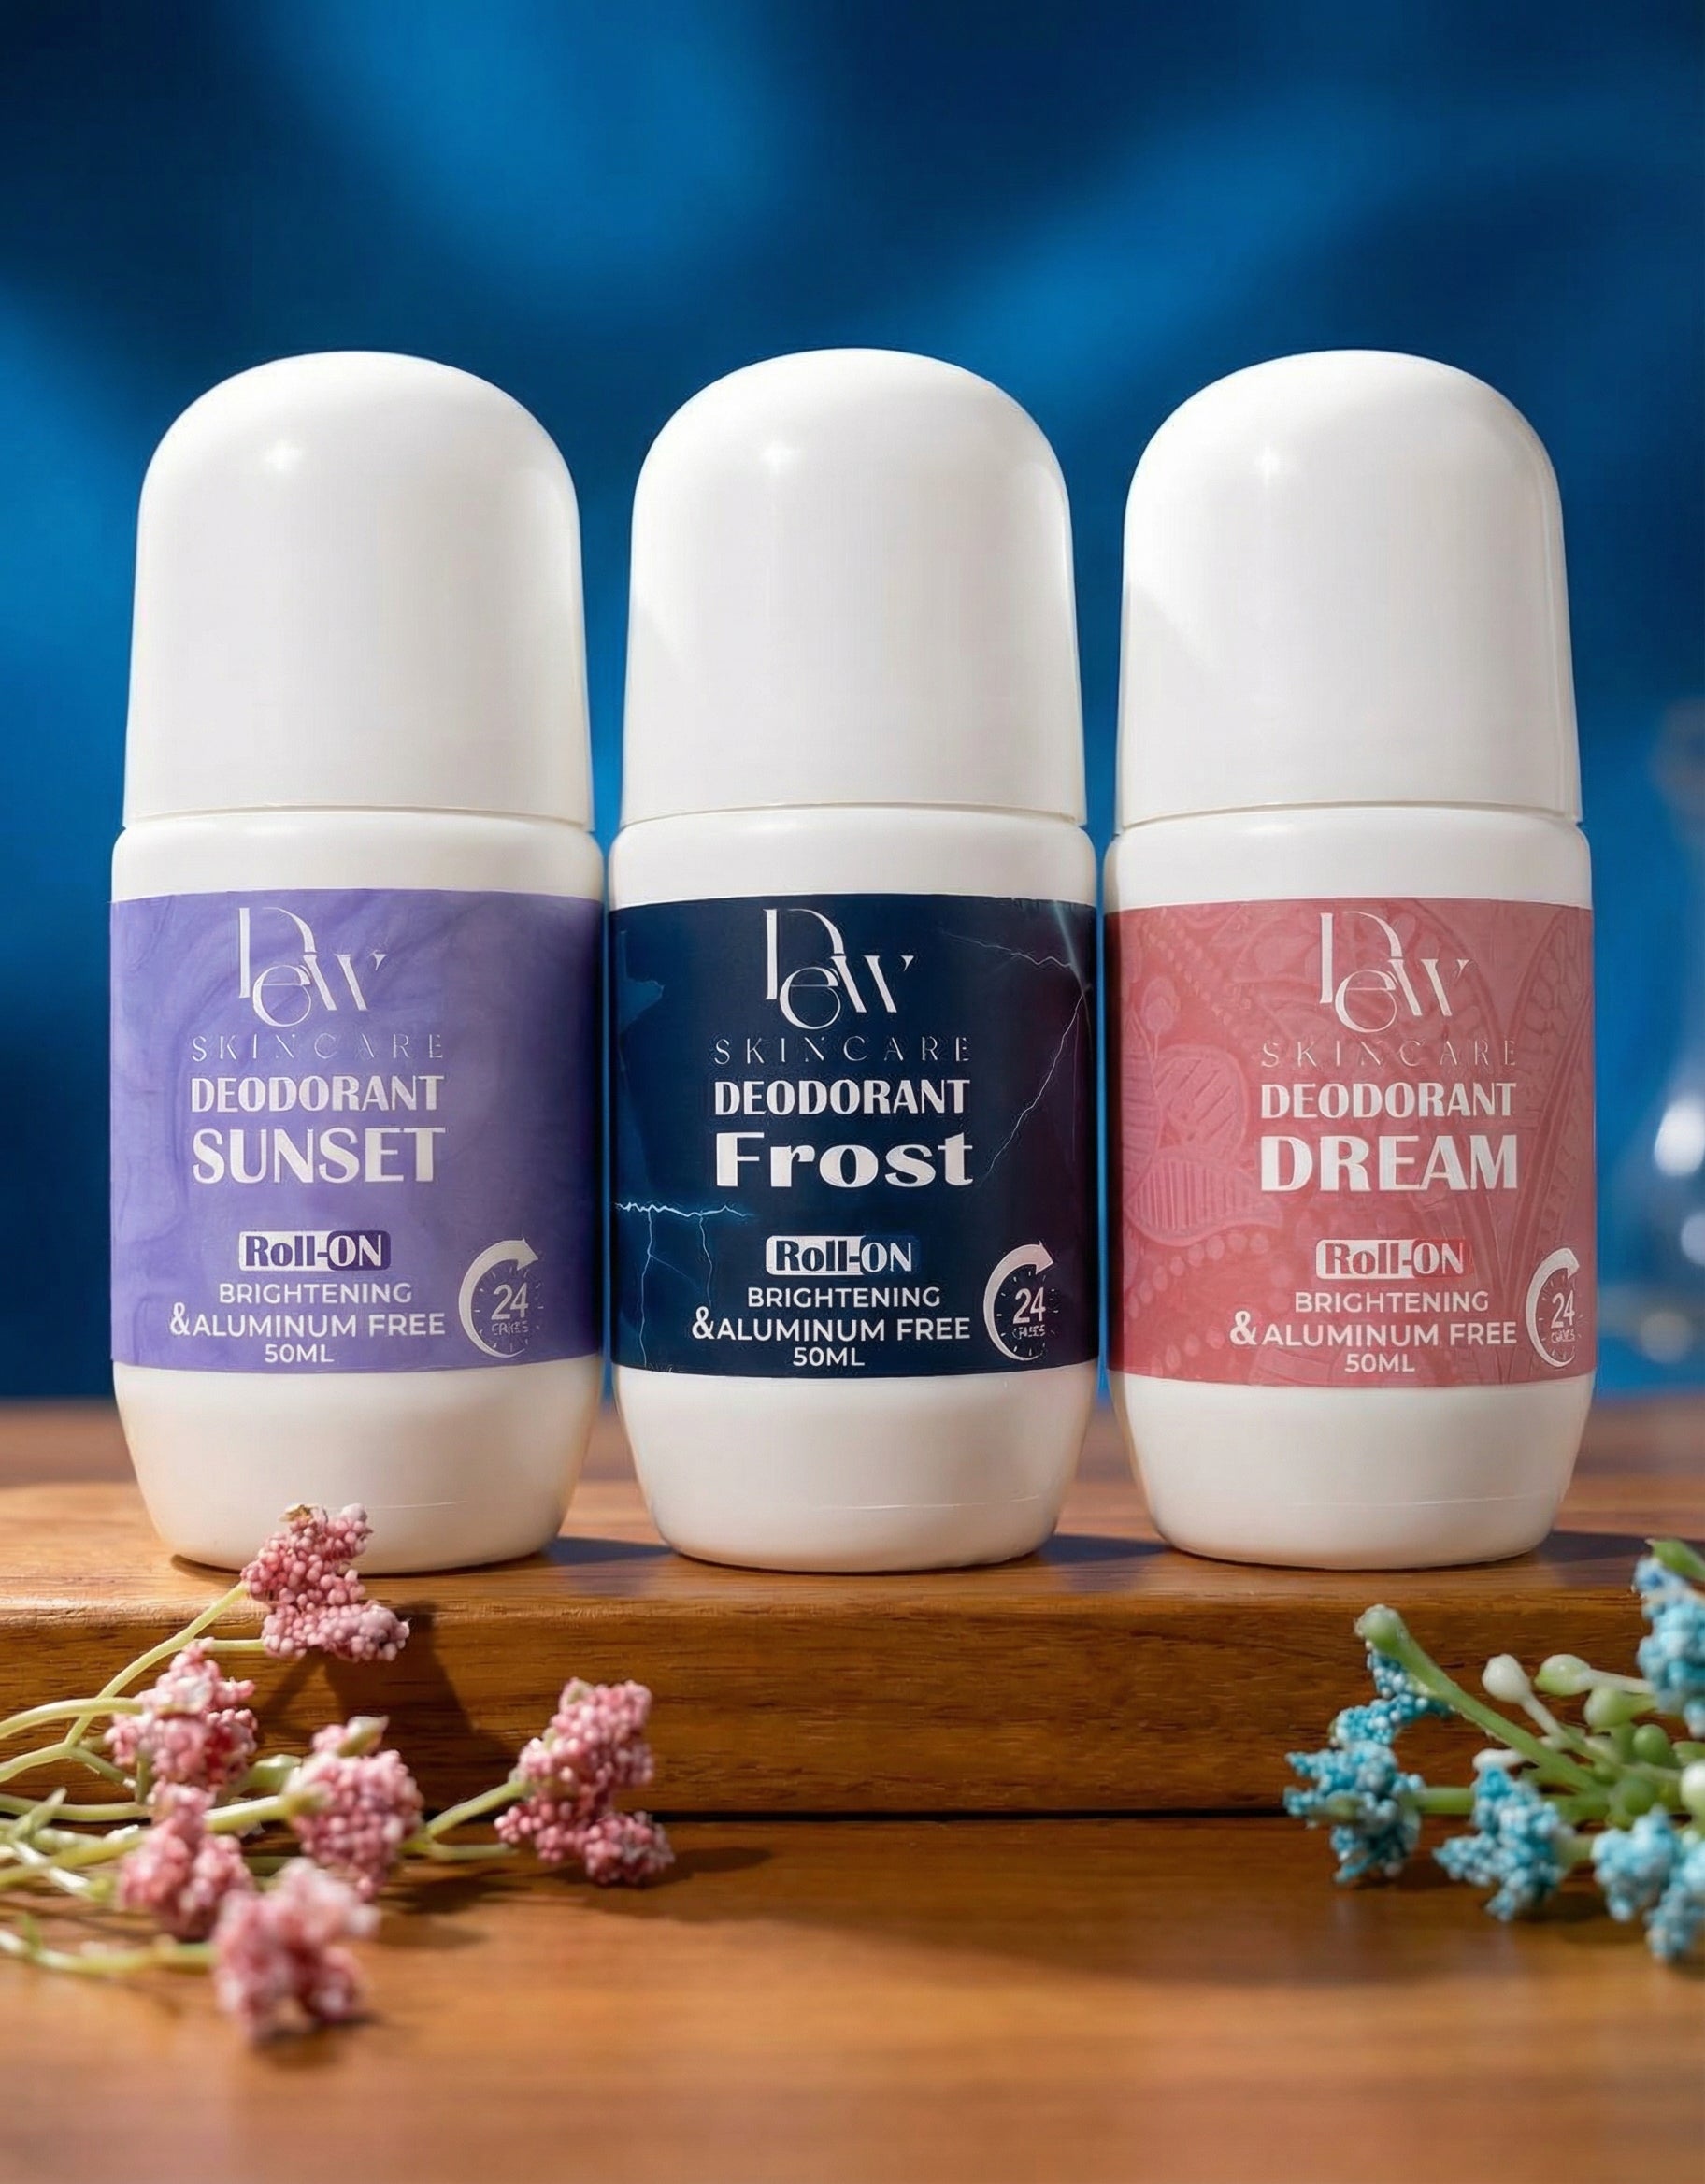 Dew
SKINCARE
DEODORANT
SUNSET
Roll-ON
BRIGHTENING
&ALUMINUM FREE
50ML
24
Dew
SKINCARE
DEODORANT
Frost
Roll-ON
BRIGHTENING
&ALUMINUM FREE
50ML
24
Dew
SKINCARE
DEODORANT
DREAM
Roll-ON
BRIGHTENING
&ALUMINUM FREE
50ML
24